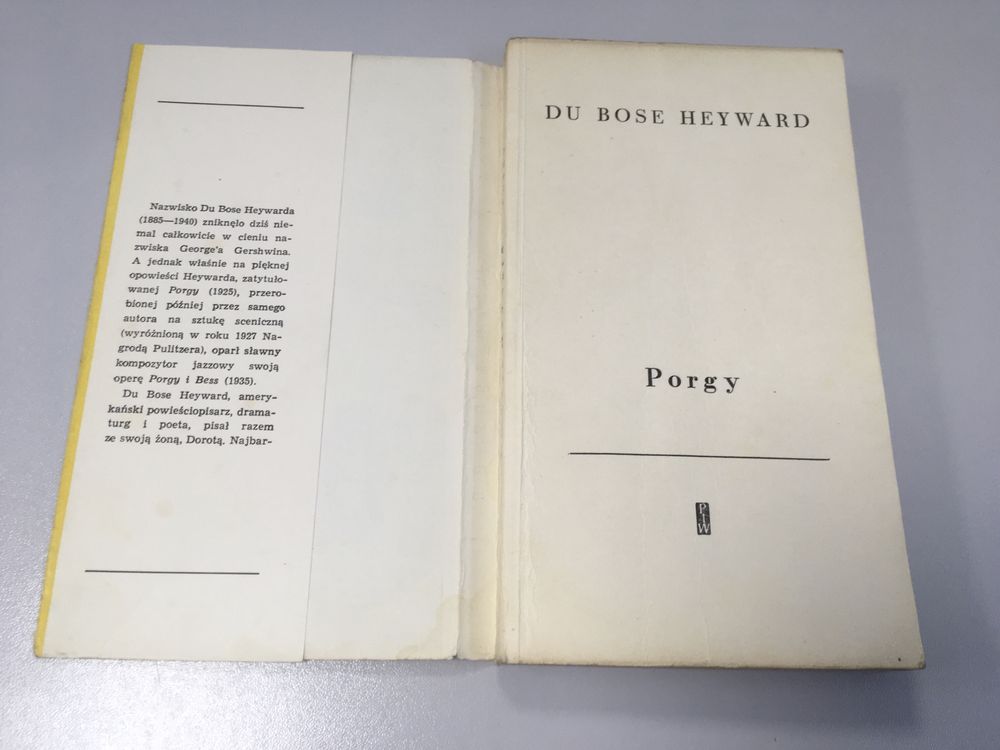 Nazwisko Du Bose Heywarda
(1885—1940) zniknęło dziś nie-
mal całkowicie w cieniu na-
zwiska George'a Gershwina.
A jednak właśnie na pięknej
opowieści Heywarda, zatytuło-
wanej Porgy (1925), przero-
bionej później przez samego
autora na sztukę sceniczną
(wyróżnioną w roku 1927 Na-
grodą Pulitzera), oparł sławny
kompozytor jazzowy swoją
operę Porgy i Bess (1935).
Du Bose Heyward, amery-
kański powieściopisarz, drama-
turg i poeta, pisał razem
ze swoją żoną, Dorotą. Najbar-
DU BOSE HEYWARD
Porgy
PIW